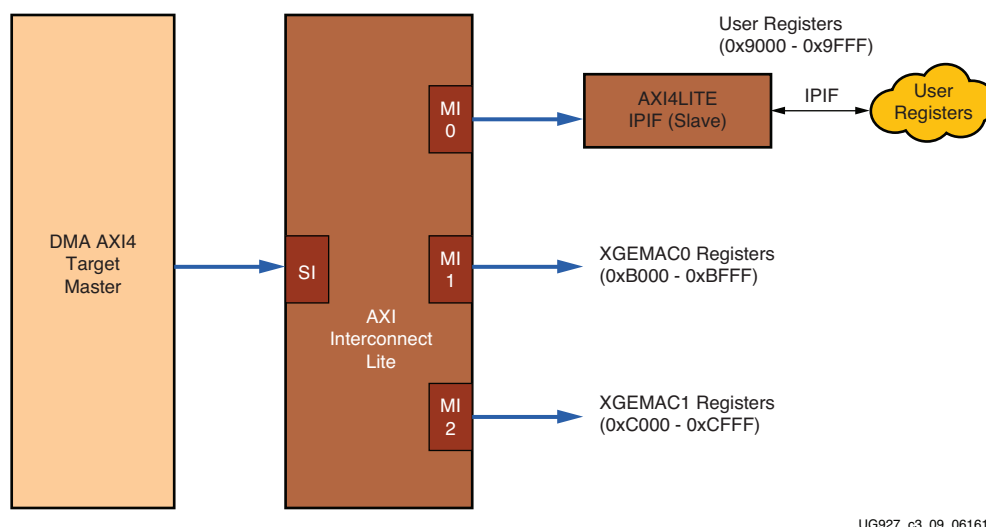 User Registers
(0x9000 - 0x9FFF)
MI
0
AXI4LITE
IPIF (Slave)
IPIF
User
Registers
DMA AXI4
Target
Master
SI
MI
1
XGEMAC0 Registers
(0xB000 - 0xBFFF)
AXI
Interconnect
Lite
MI
2
XGEMAC1 Registers
(0xC000 - 0xCFFF)
UG927_c3_09_06161